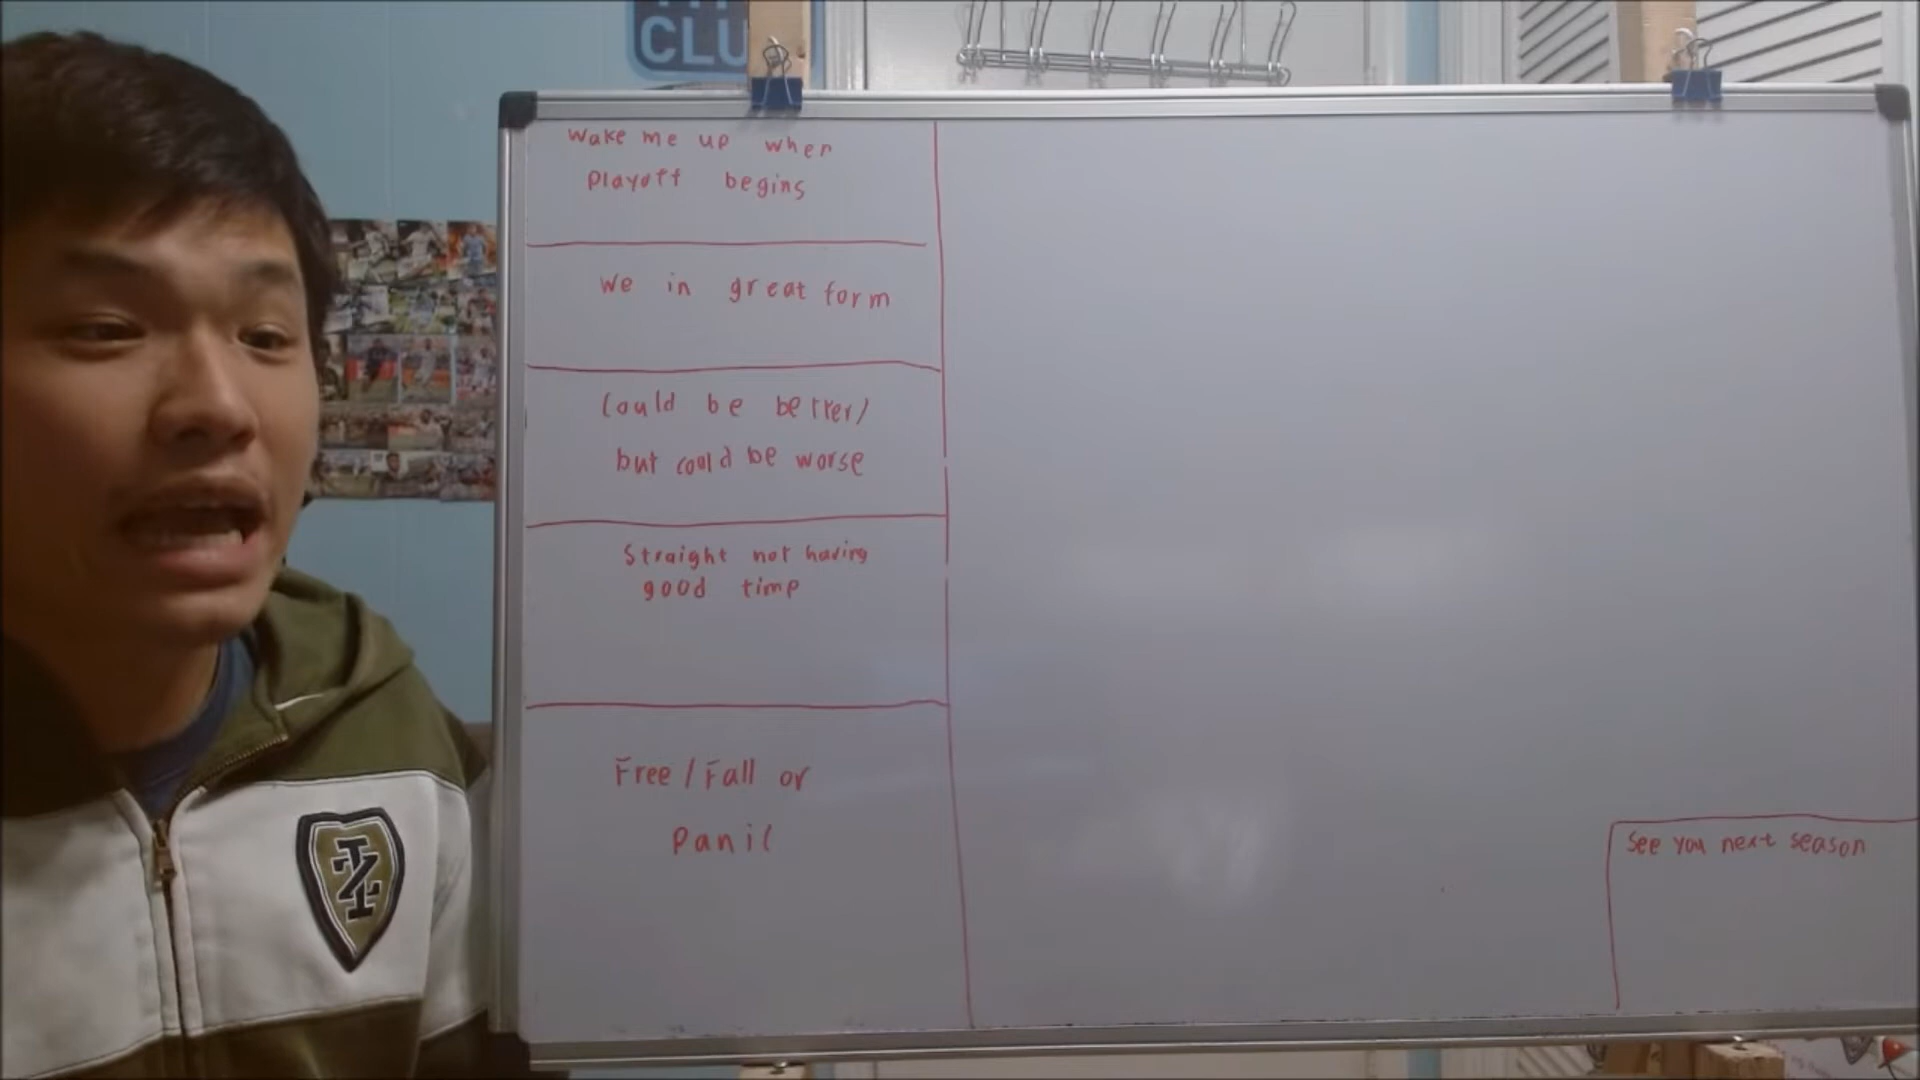 CLU
Wake me up when
playoff begins
We in great form
Could be better/
but could be worse
Straight not having
good time
Free/Fall or
Panic
See you next season